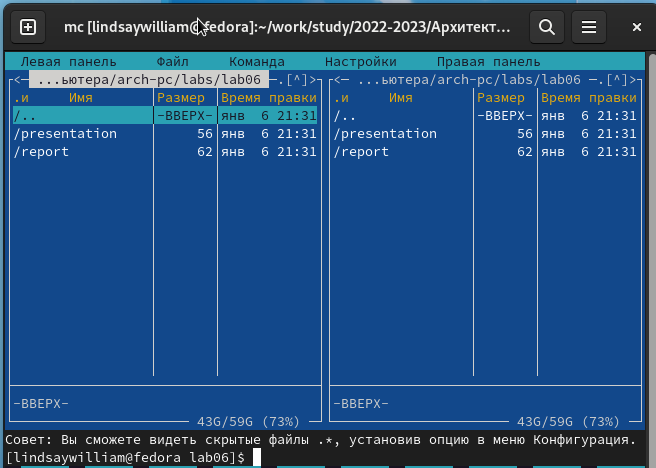 mc [lindsaywilliam@fedora]:~/work/study/2022-2023/Архитект...
Левая панель Файл Команда Настройки Правая панель
<— ...ьютера/arch-pc/labs/lab06 —.[^]> <— ...ьютера/arch-pc/labs/lab06 —.[^]>
.и Имя Размер Время правки .и Имя Размер Время правки
/.. -ВВЕРХ- янв 6 21:31 /.. -ВВЕРХ- янв 6 21:31
/presentation 56 янв 6 21:31 /presentation 56 янв 6 21:31
/report 62 янв 6 21:31 /report 62 янв 6 21:31
-ВВЕРХ- -ВВЕРХ-
43G/59G (73%) 43G/59G (73%)
Совет: Вы сможете видеть скрытые файлы .*, установив опцию в меню Конфигурация.
[lindsaywilliam@fedora lab06]$